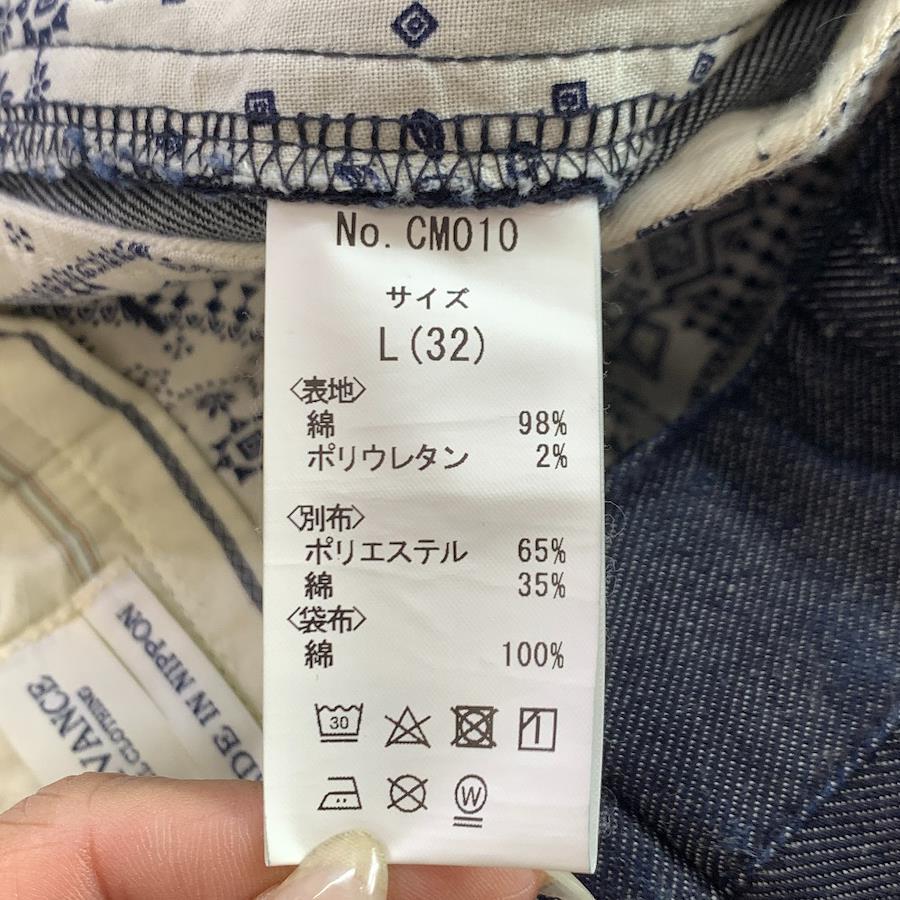 No. CM010
サイズ
L(32)
〈表地〉
綿 98%
ポリウレタン 2%
〈別布〉
ポリエステル 65%
綿 35%
〈袋布〉
綿 100%
30
W
DE IN NIPPON
VANCE
CLOTHING